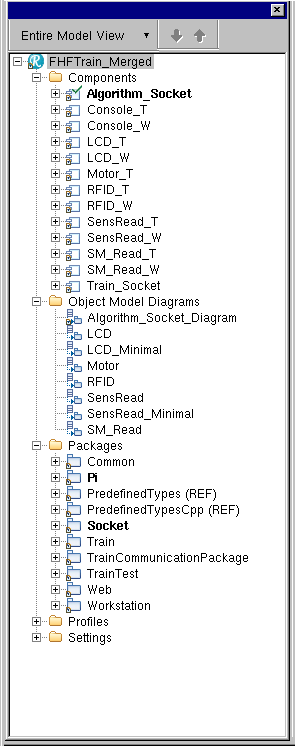 Entire Model View
FHFTrain_Merged
Components
Algorithm_Socket
Console_T
Console_W
LCD_T
LCD_W
Motor_T
RFID_T
RFID_W
SensRead_T
SensRead_W
SM_Read_T
SM_Read_W
Train_Socket
Object Model Diagrams
Algorithm_Socket_Diagram
LCD
LCD_Minimal
Motor
RFID
SensRead
SensRead_Minimal
SM_Read
Packages
Common
Pi
PredefinedTypes (REF)
PredefinedTypesCpp (REF)
Socket
Train
TrainCommunicationPackage
TrainTest
Web
Workstation
Profiles
Settings